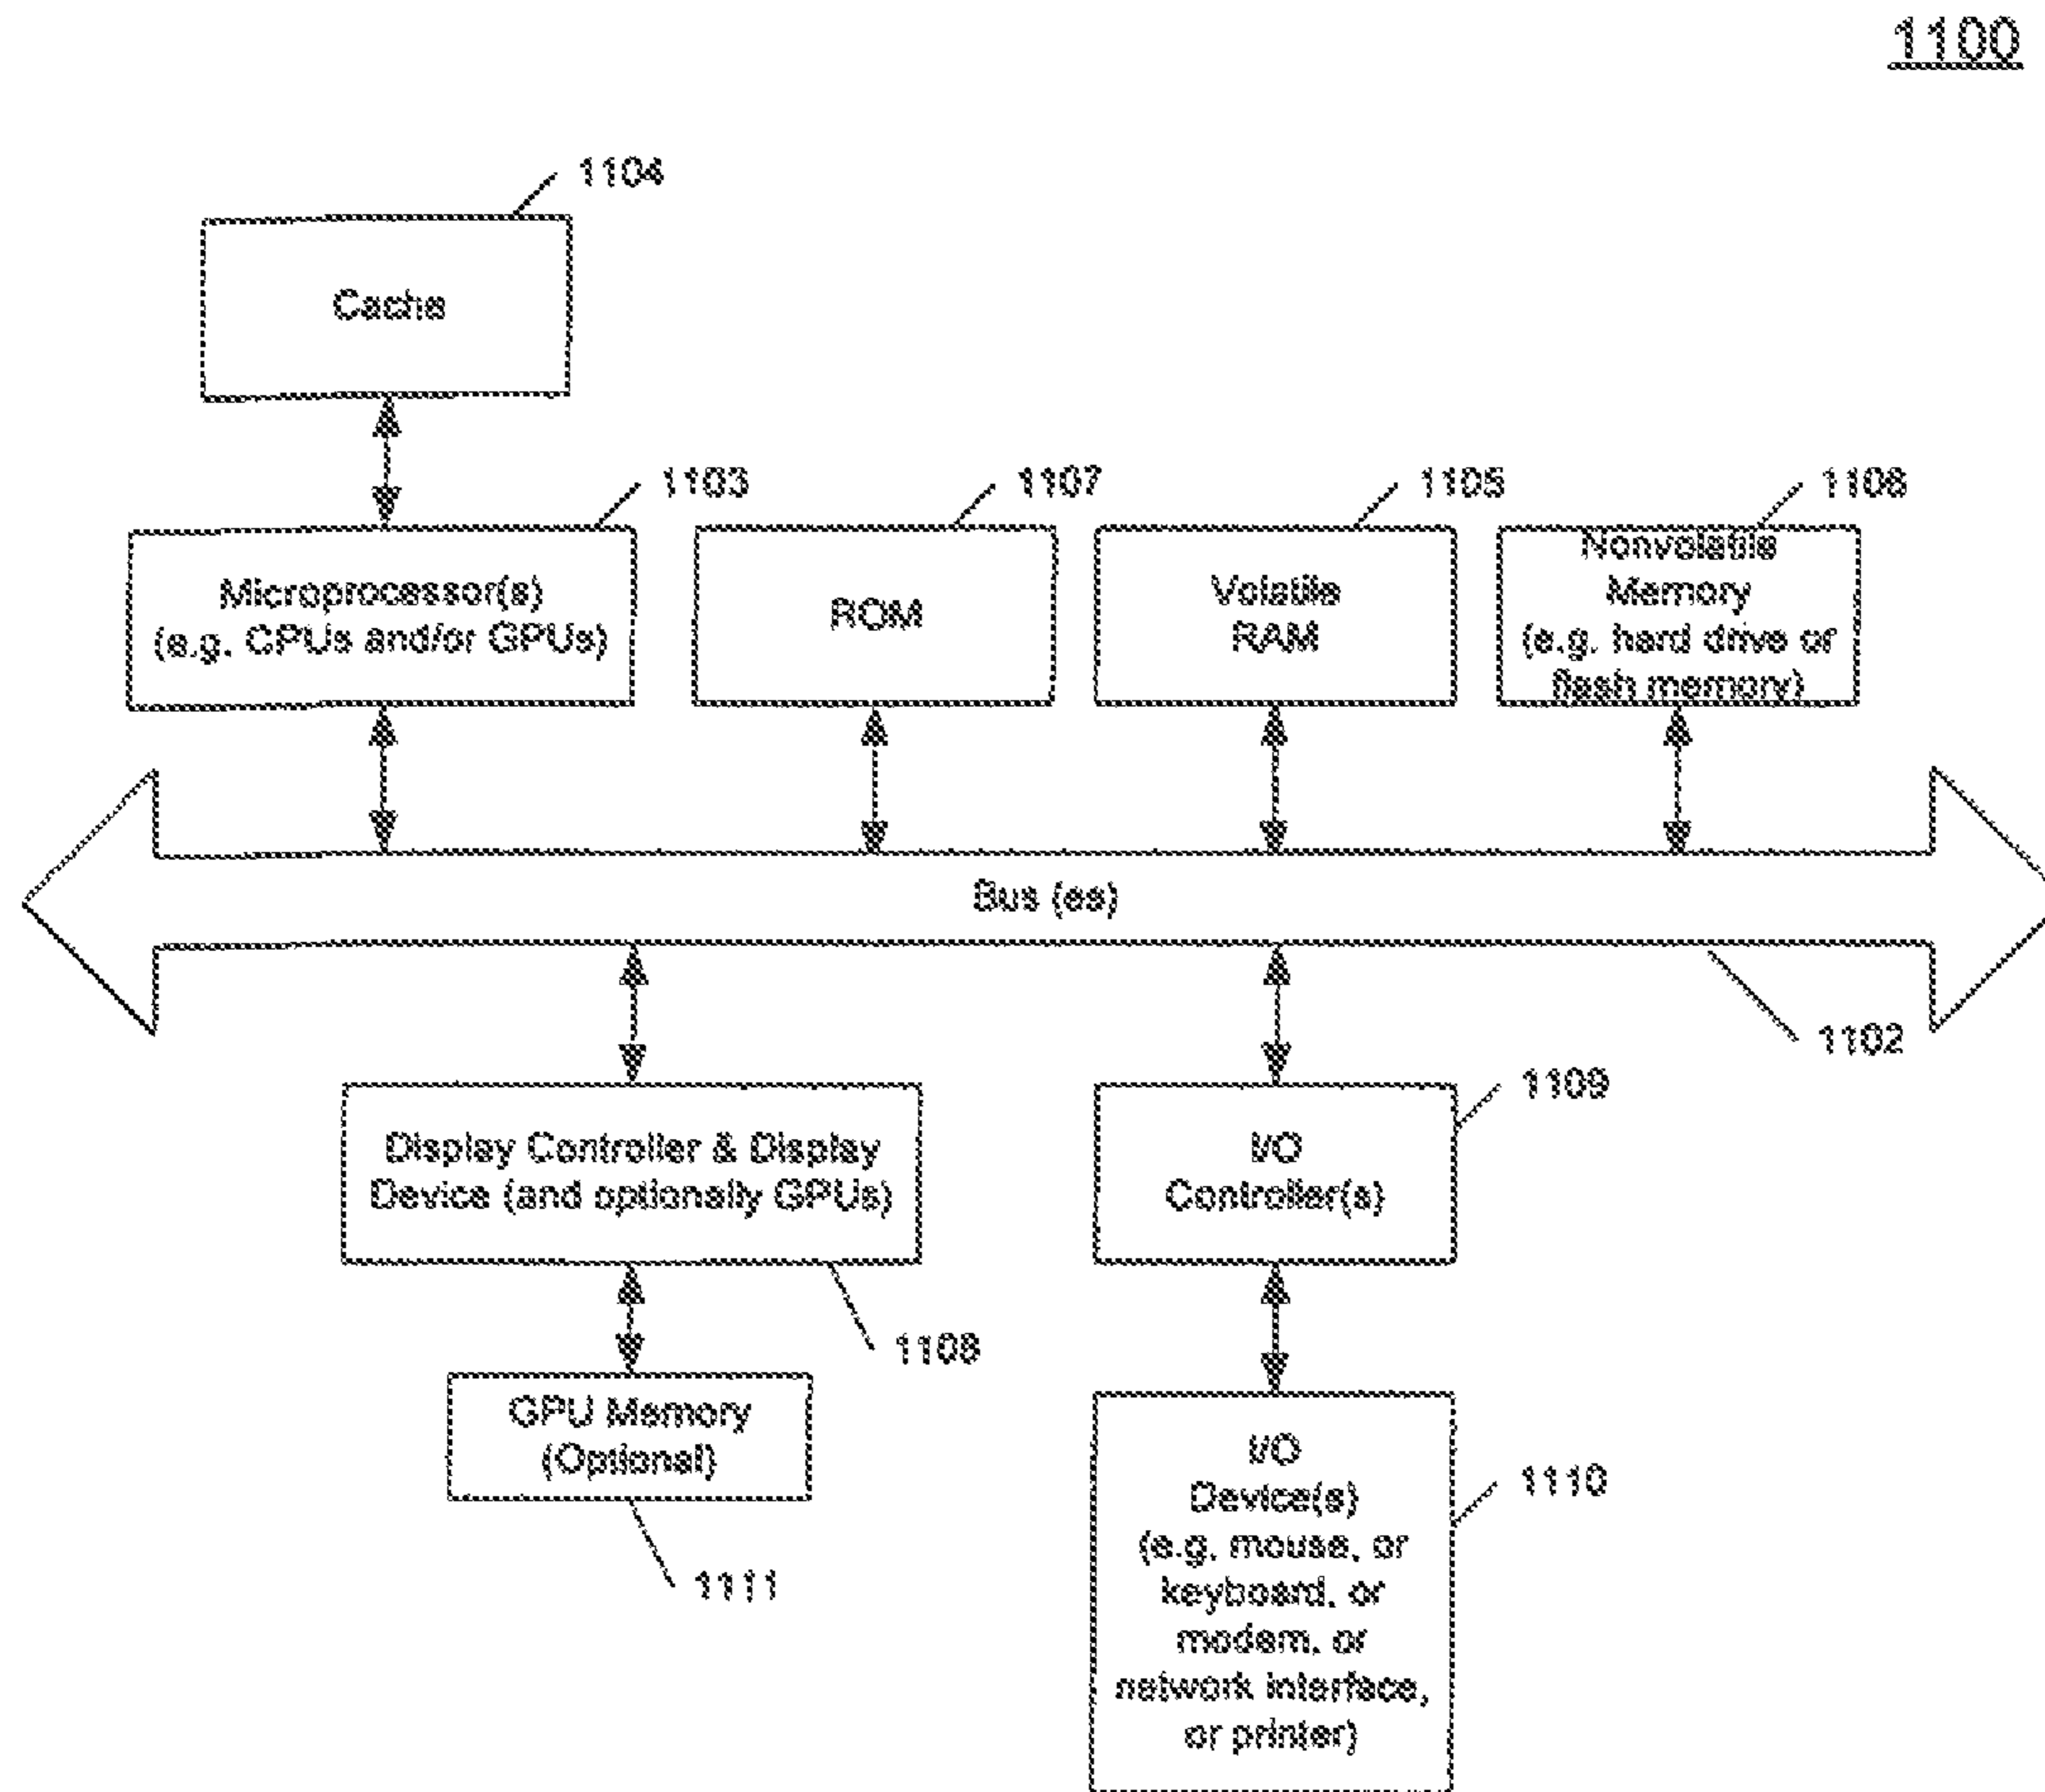 1100
1104
Cache
1103
1107
1105
1106
Microprocessor(s)
(e.g. CPUs and/or GPUs)
ROM
Volatile
RAM
Nonvolatile
Memory
(e.g. hard drive or
flash memory)
Bus (es)
1102
1109
Display Controller & Display
Device (and optionally GPUs)
I/O
Controller(s)
1108
GPU Memory
(Optional)
1111
I/O
Device(s)
(e.g. mouse, or
keyboard, or
modem, or
network interface,
or printer)
1110